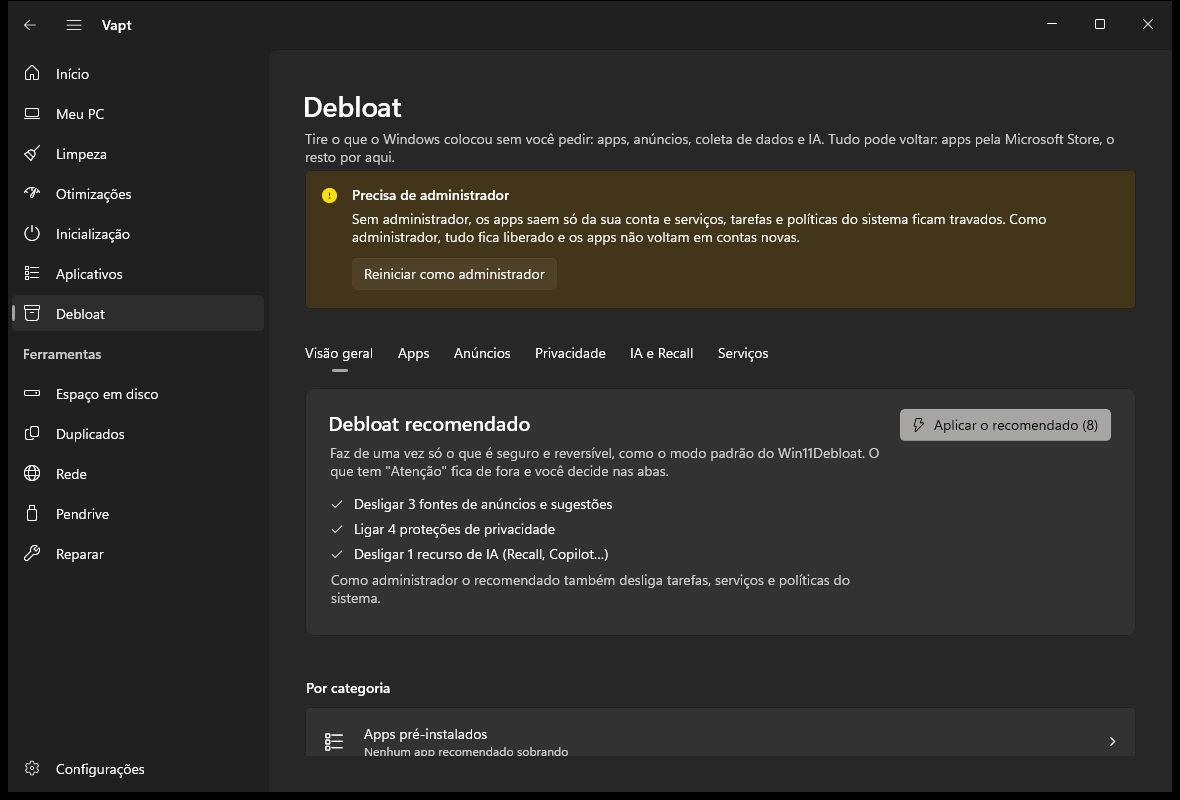 Vapt
Início
Meu PC
Limpeza
Otimizações
Inicialização
Aplicativos
Debloat
Ferramentas
Espaço em disco
Duplicados
Rede
Pendrive
Reparar
Configurações
Debloat
Tire o que o Windows colocou sem você pedir: apps, anúncios, coleta de dados e IA. Tudo pode voltar: apps pela Microsoft Store, o
resto por aqui.
Precisa de administrador
Sem administrador, os apps saem só da sua conta e serviços, tarefas e políticas do sistema ficam travados. Como
administrador, tudo fica liberado e os apps não voltam em contas novas.
Reiniciar como administrador
Visão geral Apps Anúncios Privacidade IA e Recall Serviços
Debloat recomendado
Aplicar o recomendado (8)
Faz de uma vez só o que é seguro e reversível, como o modo padrão do Win11Debloat. O
que tem "Atenção" fica de fora e você decide nas abas.
Desligar 3 fontes de anúncios e sugestões
Ligar 4 proteções de privacidade
Desligar 1 recurso de IA (Recall, Copilot...)
Como administrador o recomendado também desliga tarefas, serviços e políticas do
sistema.
Por categoria
Apps pré-instalados
Nenhum app recomendado sobrando